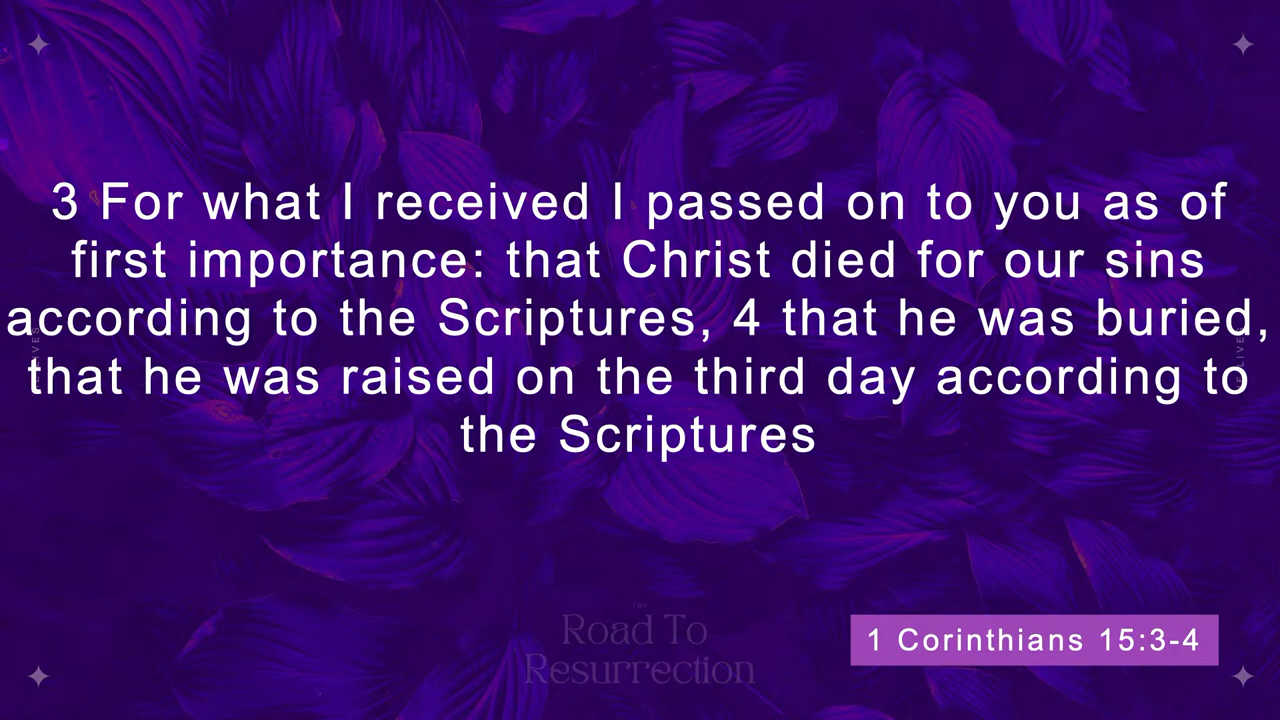 3 For what I received I passed on to you as of
first importance: that Christ died for our sins
according to the Scriptures, 4 that he was buried,
that he was raised on the third day according to
the Scriptures
THE
Road To
Resurrection
1 Corinthians 15:3-4